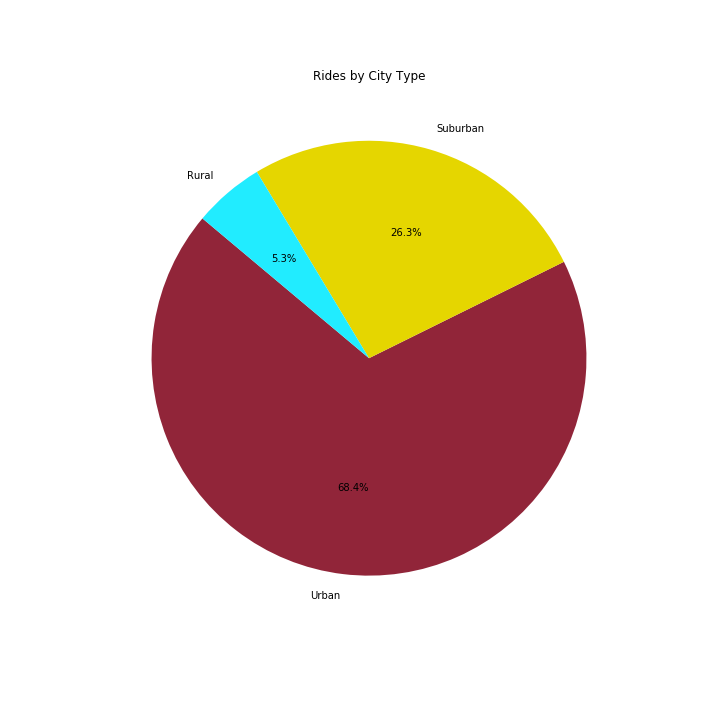 Rides by City Type
Suburban
Rural
26.3%
5.3%
68.4%
Urban